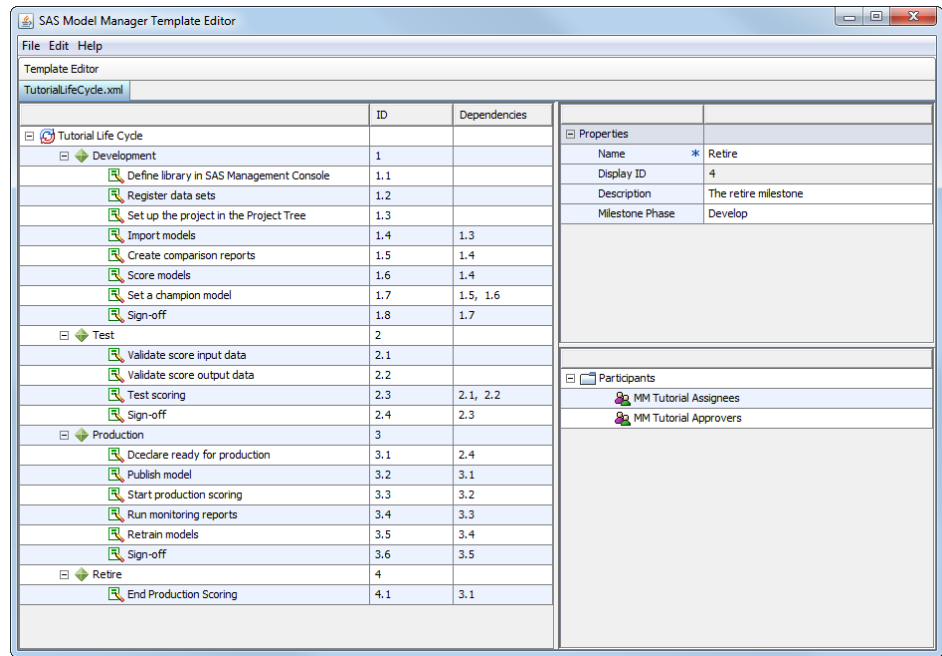 SAS Model Manager Template Editor
File Edit Help
Template Editor
TutorialLifeCycle.xml
ID Dependencies
Tutorial Life Cycle
Development 1
Define library in SAS Management Console 1.1
Register data sets 1.2
Set up the project in the Project Tree 1.3
Import models 1.4 1.3
Create comparison reports 1.5 1.4
Score models 1.6 1.4
Set a champion model 1.7 1.5, 1.6
Sign-off 1.8 1.7
Test 2
Validate score input data 2.1
Validate score output data 2.2
Test scoring 2.3 2.1, 2.2
Sign-off 2.4 2.3
Production 3
Dceclare ready for production 3.1 2.4
Publish model 3.2 3.1
Start production scoring 3.3 3.2
Run monitoring reports 3.4 3.3
Retrain models 3.5 3.4
Sign-off 3.6 3.5
Retire 4
End Production Scoring 4.1 3.1
Properties
Name * Retire
Display ID 4
Description The retire milestone
Milestone Phase Develop
Participants
MM Tutorial Assignees
MM Tutorial Approvers